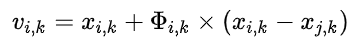 v_{i,k} = x_{i,k} + Φ_{i,k} × (x_{i,k} − x_{j,k})